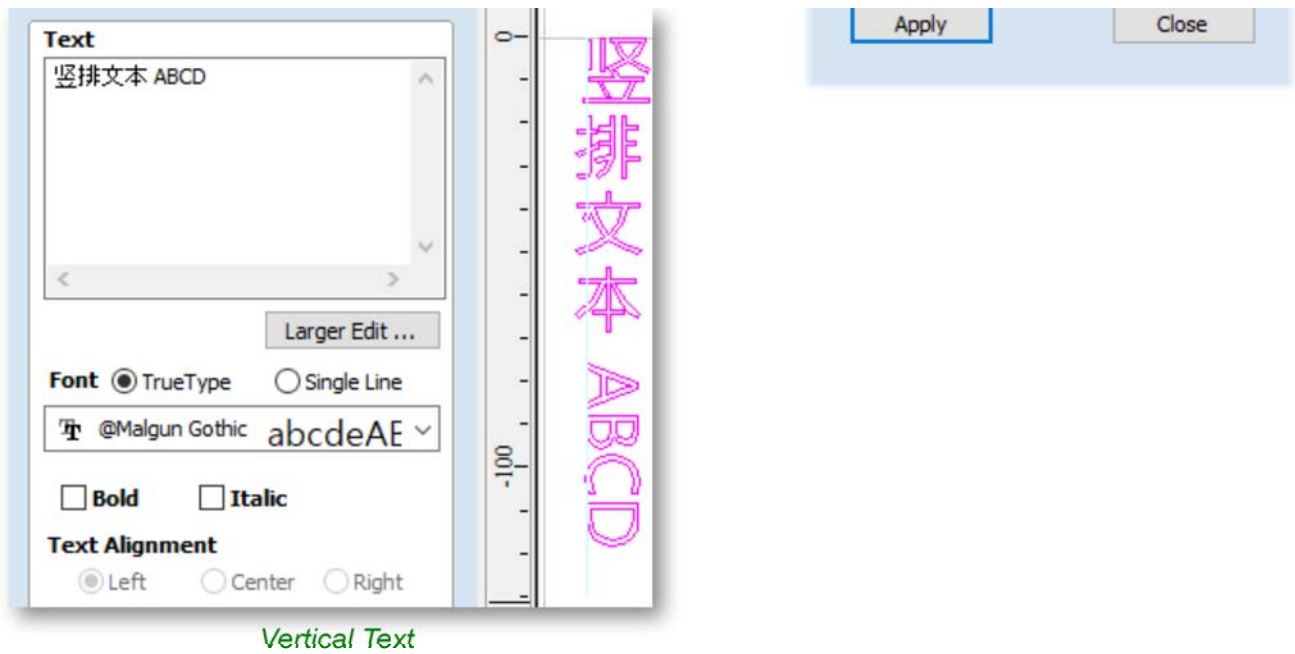 Text
竖排文本 ABCD
Larger Edit ...
Font TrueType Single Line
@Malgun Gothic abcdeAE
Bold Italic
Text Alignment
Left Center Right
0
-100
竖排文本 ABCD
Vertical Text
Apply Close